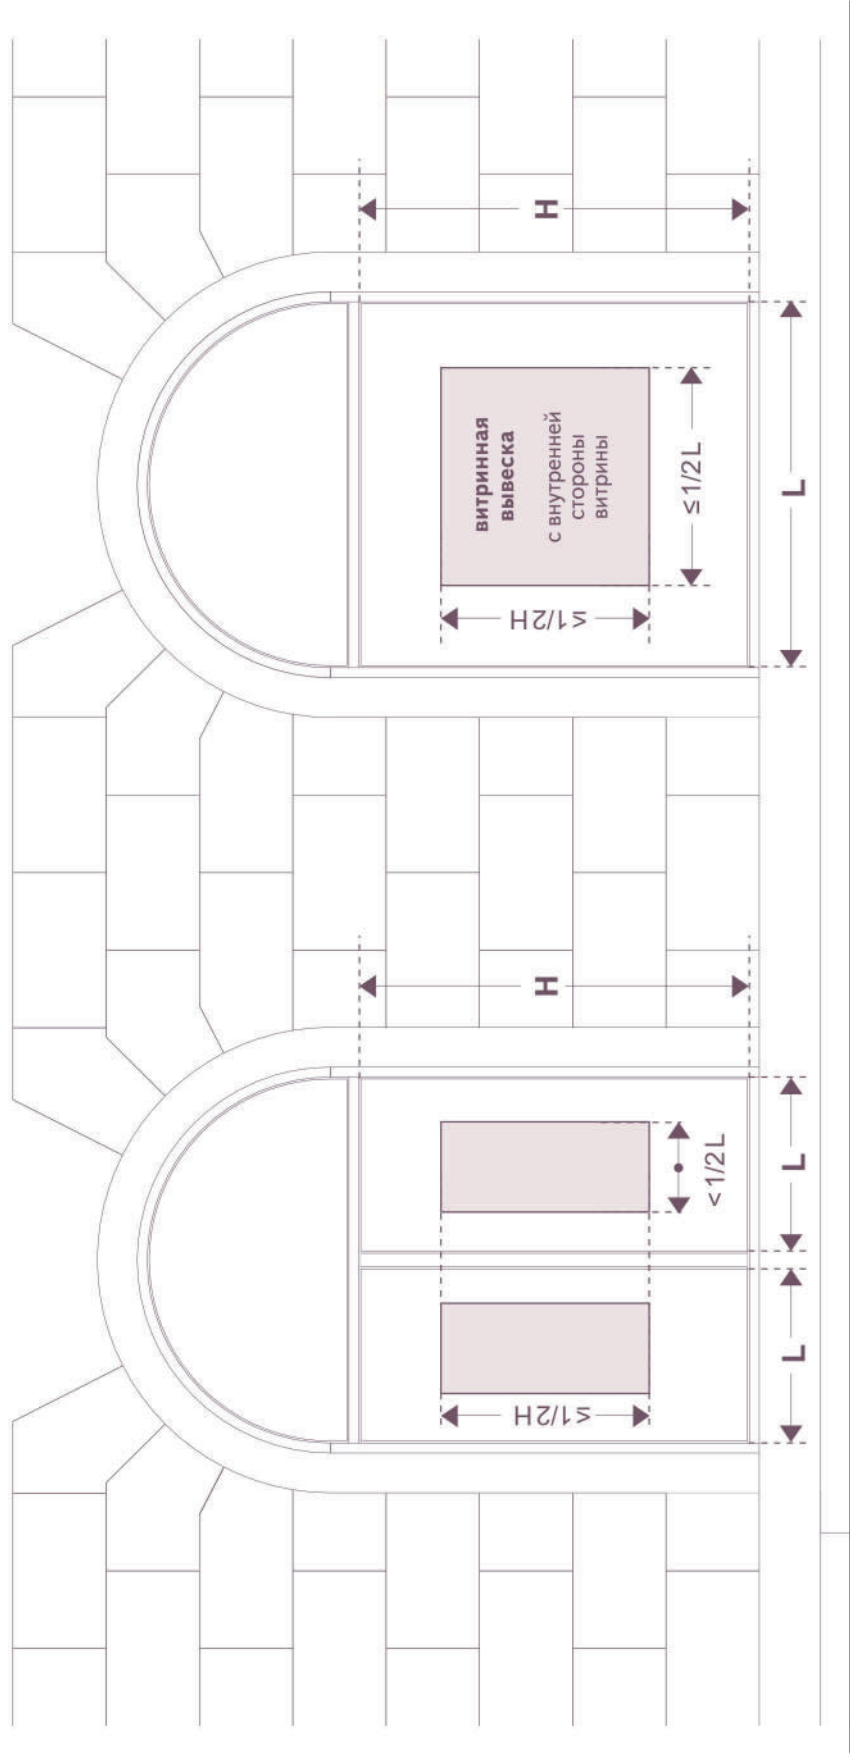 ≤1/2H
<1/2L
H
L
L
витринная
вывеска
с внутренней
стороны
витрины
≤1/2H
≤1/2L
H
L